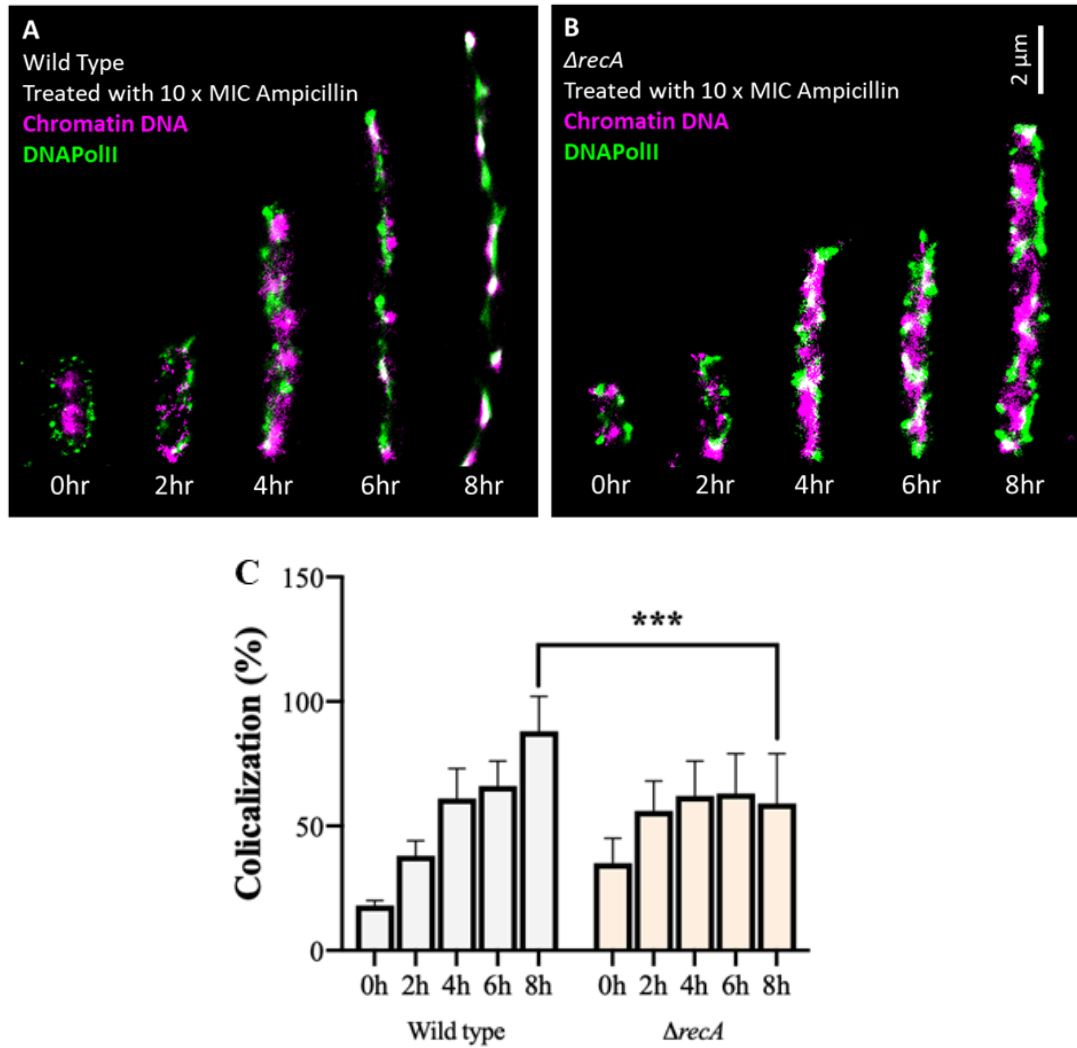 A
Wild Type
Treated with 10 x MIC Ampicillin
Chromatin DNA
DNAPolII
0hr 2hr 4hr 6hr 8hr
B
ΔrecA
Treated with 10 x MIC Ampicillin
Chromatin DNA
DNAPolII
2 μm
0hr 2hr 4hr 6hr 8hr
C
Colicalization (%)
150
100
50
0
***
0h 2h 4h 6h 8h 0h 2h 4h 6h 8h
Wild type ΔrecA